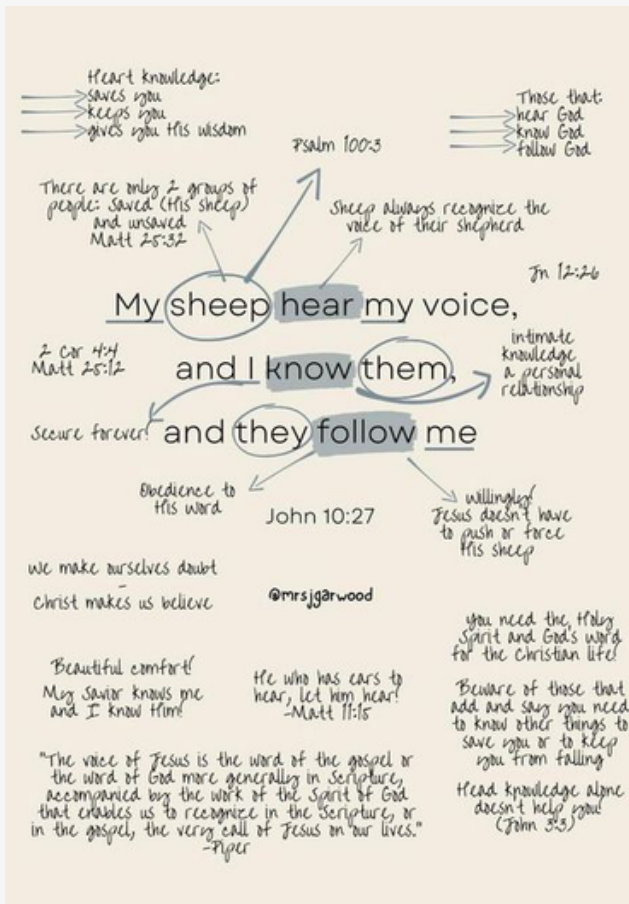 Heart knowledge:
saves you
keeps you
gives you His wisdom
Those that:
hear God
know God
follow God
Psalm 100:3
There are only 2 groups of
people: Saved (His sheep)
and unsaved
Matt 25:32
Sheep always recognize the
voice of their shepherd
Jn 12:26
My sheep hear my voice,
and I know them,
and they follow me
2 Cor 4:4
Matt 25:12
intimate
knowledge
a personal
relationship
Secure forever!
Obedience to
His Word
John 10:27
Willingly!
Jesus doesn't have
to push or force
His sheep
We make ourselves doubt
-
Christ makes us believe
@mrsjgarwood
You need the Holy
Spirit and God's word
for the Christian life!
Beautiful comfort!
My Savior knows me
and I know Him!
He who has ears to
hear, let him hear!
-Matt 11:15
Beware of those that
add and say you need
to know other things to
save you or to keep
you from falling
"The voice of Jesus is the word of the gospel or
the word of God more generally in Scripture,
accompanied by the work of the Spirit of God
that enables us to recognize in the Scripture, or
in the gospel, the very call of Jesus on our lives."
-Piper
Head knowledge alone
doesn't help you!
(John 3:3)